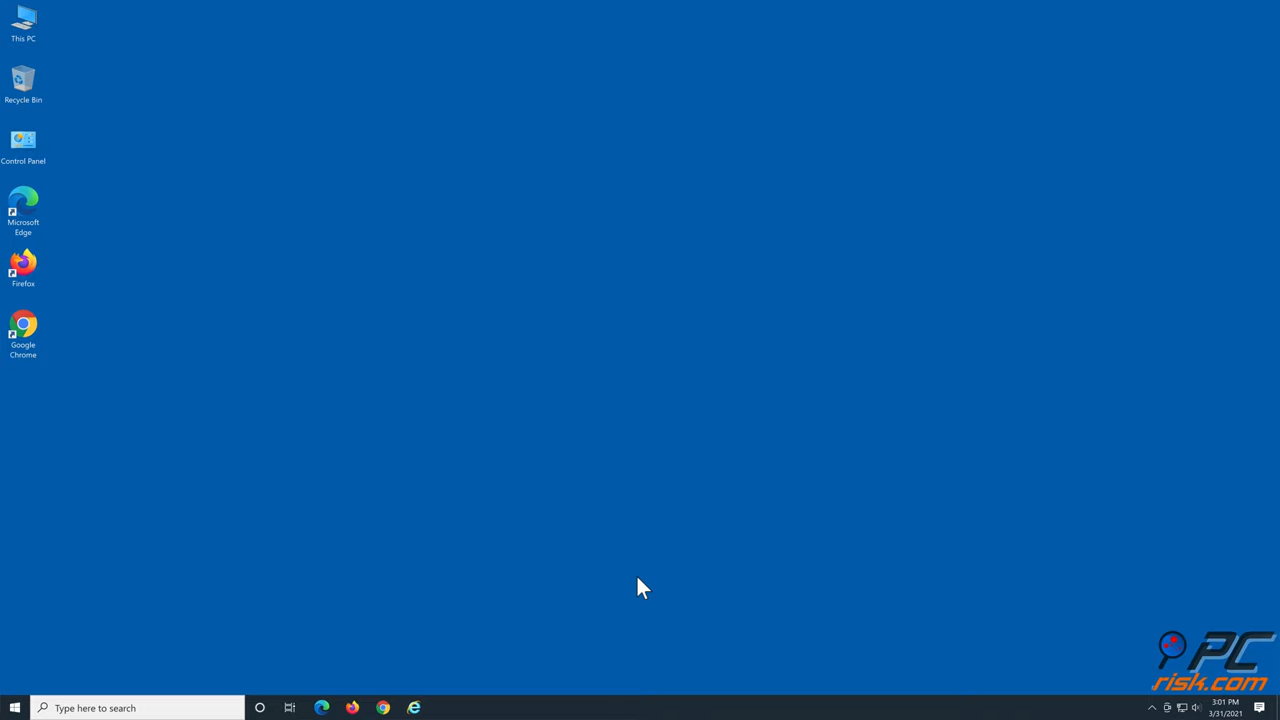 This PC
Recycle Bin
Control Panel
Microsoft
Edge
Firefox
Google
Chrome
PC
risk.com
Type here to search
3:01 PM
3/31/2021